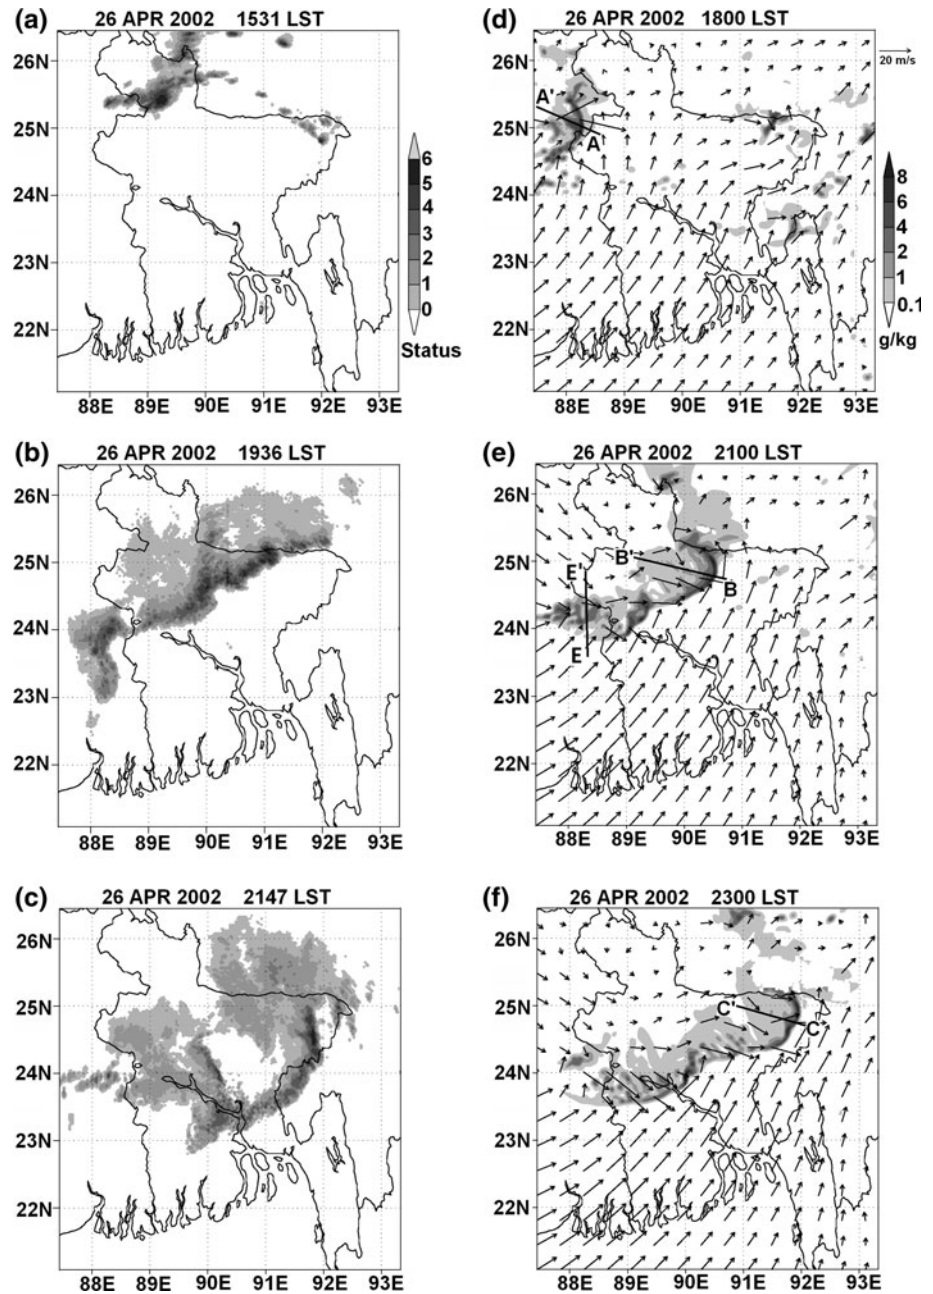 (a) 26 APR 2002 1531 LST
26N
25N
24N
23N
22N
88E 89E 90E 91E 92E 93E
6
5
4
3
2
1
0
Status
(d) 26 APR 2002 1800 LST
20 m/s
26N
25N
24N
23N
22N
A'
A
88E 89E 90E 91E 92E 93E
8
6
4
2
1
0.1
g/kg
(b) 26 APR 2002 1936 LST
26N
25N
24N
23N
22N
88E 89E 90E 91E 92E 93E
(e) 26 APR 2002 2100 LST
26N
25N
24N
23N
22N
B'
B
E'
E
88E 89E 90E 91E 92E 93E
(c) 26 APR 2002 2147 LST
26N
25N
24N
23N
22N
88E 89E 90E 91E 92E 93E
(f) 26 APR 2002 2300 LST
26N
25N
24N
23N
22N
C'
C
88E 89E 90E 91E 92E 93E